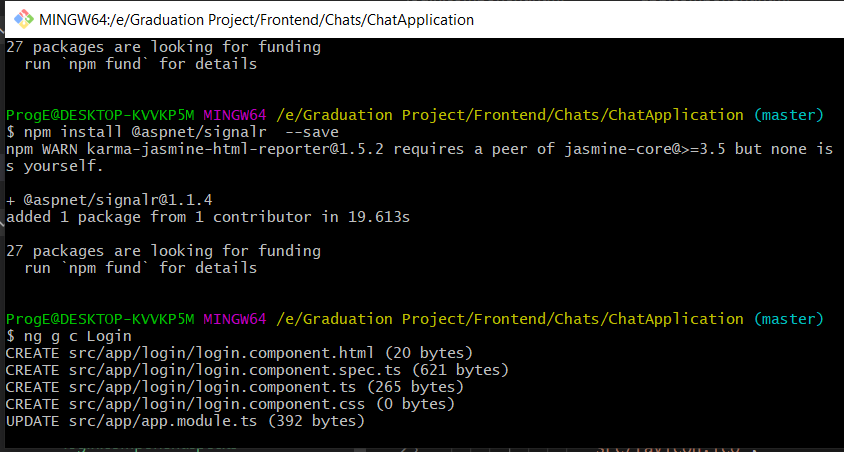 MINGW64:/e/Graduation Project/Frontend/Chats/ChatApplication
27 packages are looking for funding
  run `npm fund` for details
ProgE@DESKTOP-KVVKP5M MINGW64 /e/Graduation Project/Frontend/Chats/ChatApplication (master)
$ npm install @aspnet/signalr  --save
npm WARN karma-jasmine-html-reporter@1.5.2 requires a peer of jasmine-core@>=3.5 but none is
s yourself.
+ @aspnet/signalr@1.1.4
added 1 package from 1 contributor in 19.613s
27 packages are looking for funding
  run `npm fund` for details
ProgE@DESKTOP-KVVKP5M MINGW64 /e/Graduation Project/Frontend/Chats/ChatApplication (master)
$ ng g c Login
CREATE src/app/login/login.component.html (20 bytes)
CREATE src/app/login/login.component.spec.ts (621 bytes)
CREATE src/app/login/login.component.ts (265 bytes)
CREATE src/app/login/login.component.css (0 bytes)
UPDATE src/app/app.module.ts (392 bytes)